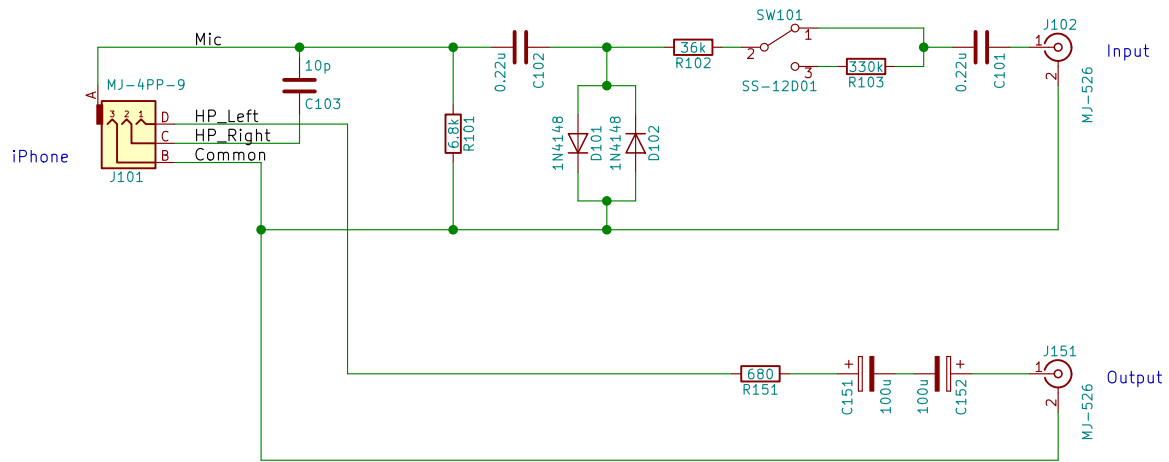 Mic
10p
C103
MJ-4PP-9
A
3 2 1
D
C
B
HP_Left
HP_Right
Common
J101
iPhone
6.8k
R101
0.22u
C102
1N4148
D101
1N4148
D102
36k
R102
SW101
2
1
3
SS-12D01
330k
R103
0.22u
C101
J102
1
2
MJ-526
Input
680
R151
+
C151
100u
100u
+
C152
J151
1
2
MJ-526
Output